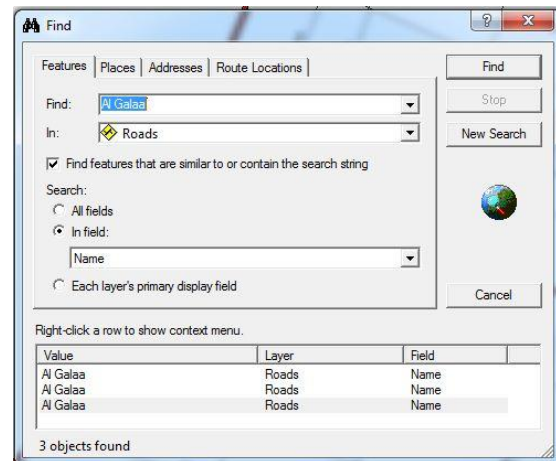 Find
Features Places Addresses Route Locations
Find
Find: Al Galaa
Stop
In: Roads
New Search
Find features that are similar to or contain the search string
Search:
All fields
In field:
Name
Each layer's primary display field
Cancel
Right-click a row to show context menu.
Value Layer Field
Al Galaa Roads Name
Al Galaa Roads Name
Al Galaa Roads Name
3 objects found